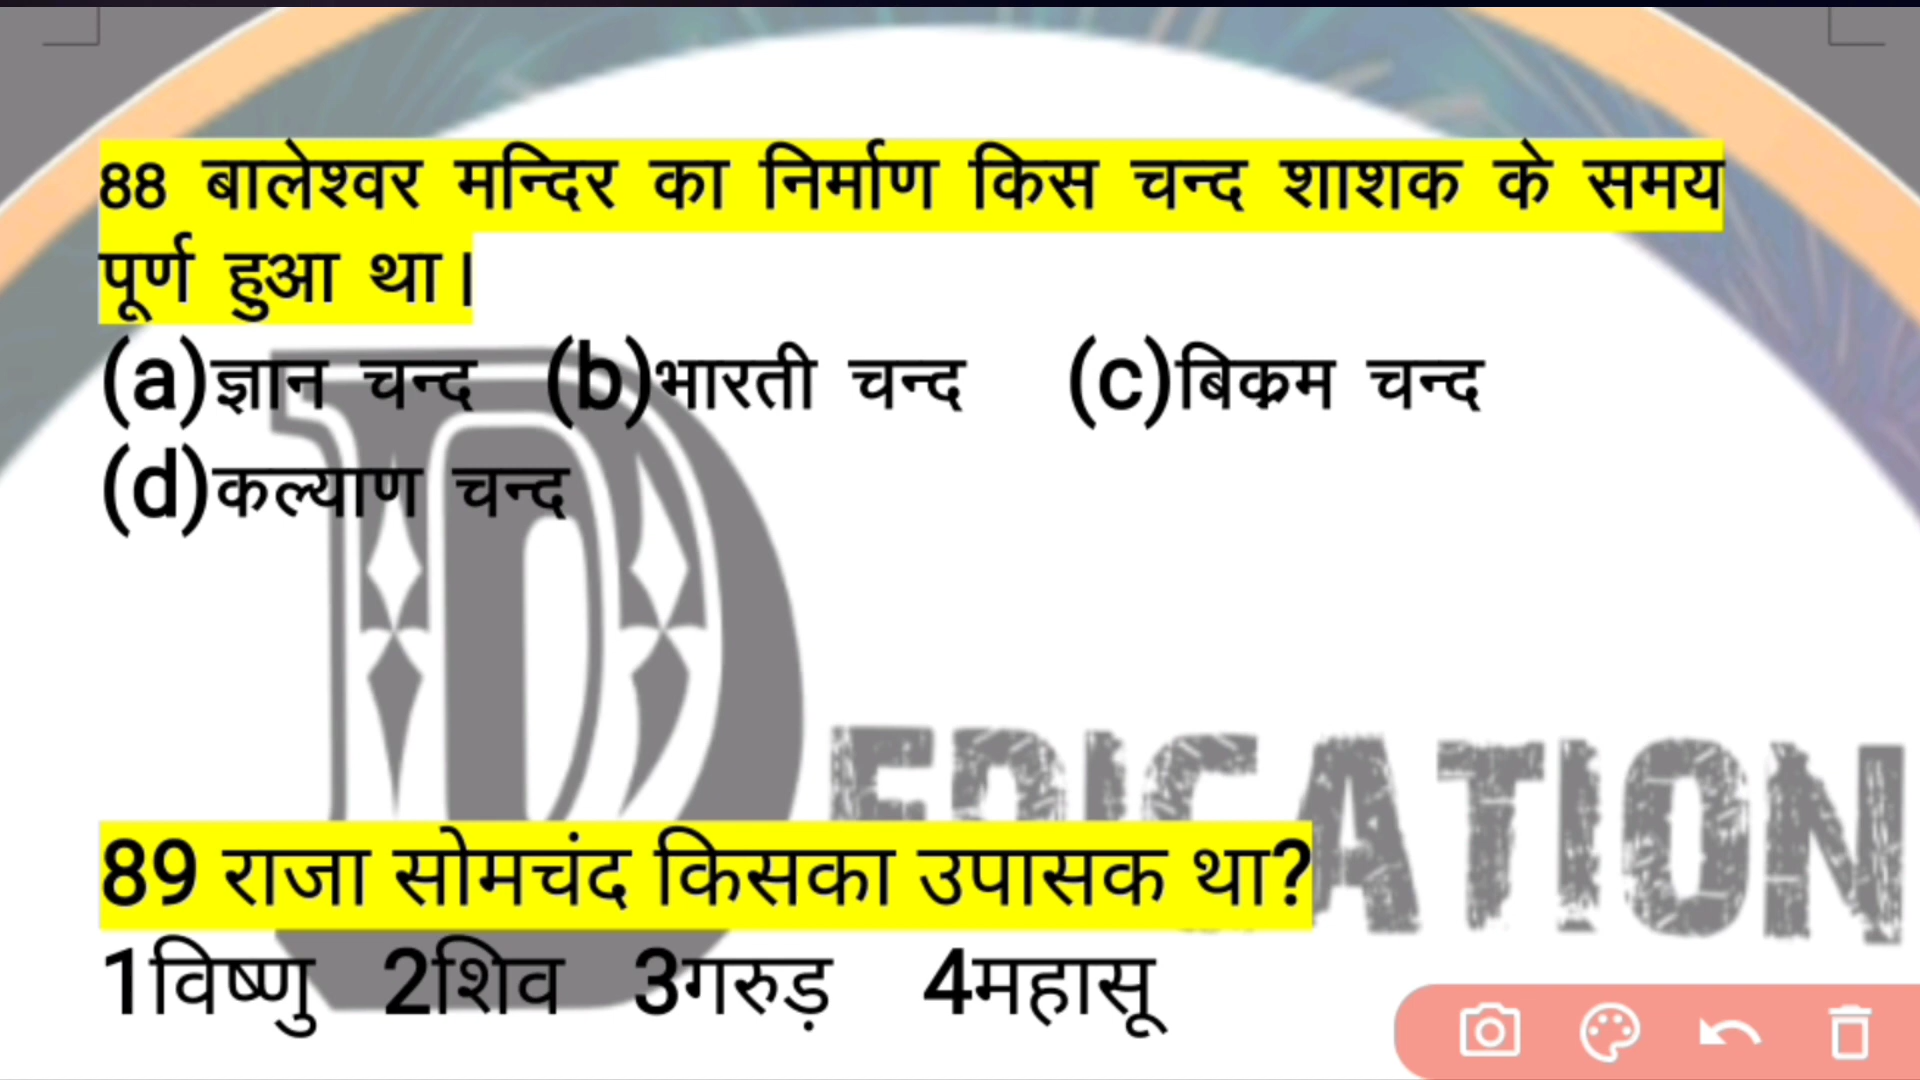 88 बालेश्वर मन्दिर का निर्माण किस चन्द शाशक के समय
पूर्ण हुआ था।
(a)ज्ञान चन्द (b)भारती चन्द (c)बिक्रम चन्द
(d)कल्याण चन्द
DEDICATION
89 राजा सोमचंद किसका उपासक था?
1विष्णु 2शिव 3गरुड़ 4महासू